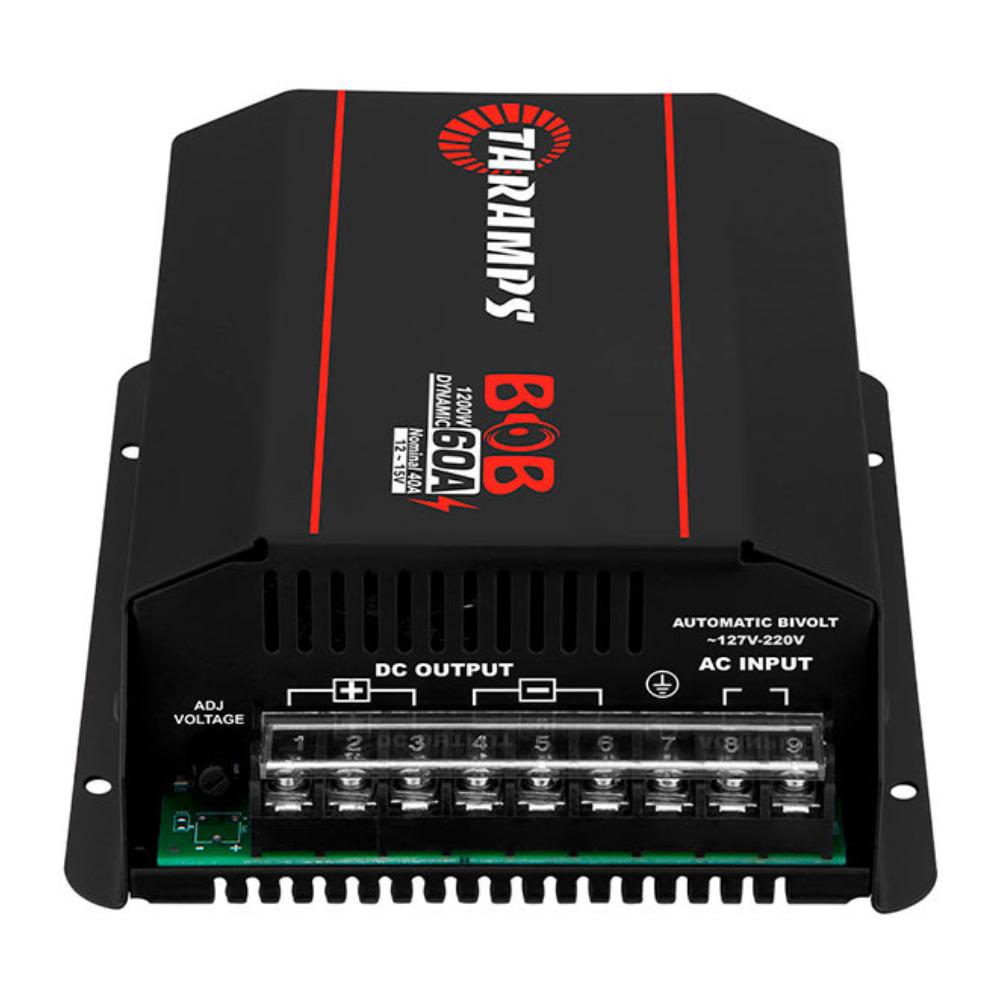 TARAMPS
BOB
1200W
DYNAMIC
60A
Nominal 40A
12 ~ 15V
AUTOMATIC BIVOLT
~127V-220V
AC INPUT
DC OUTPUT
+
-
ADJ
VOLTAGE
1 2 3 4 5 6 7 8 9
- +